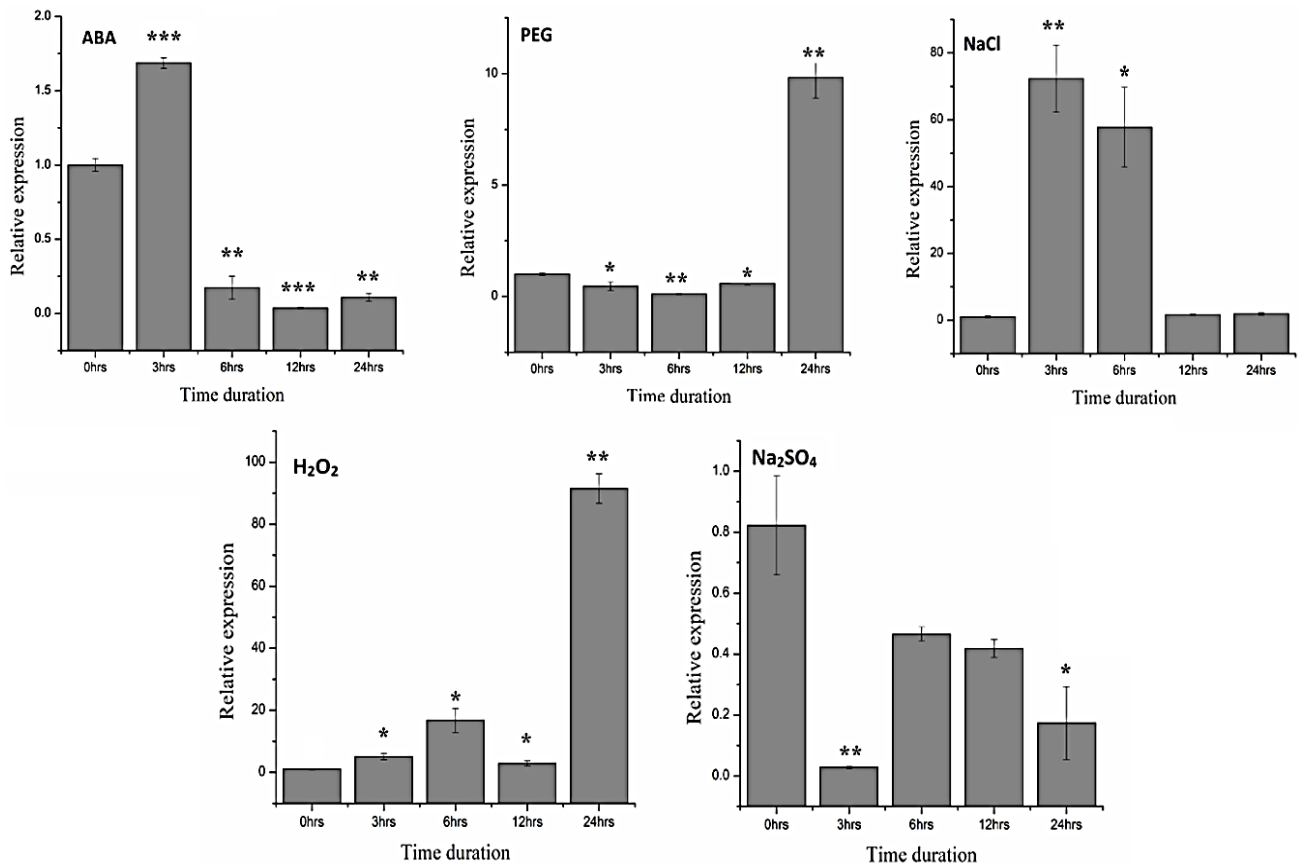 ABA
***
**
***
**
2.0
1.5
1.0
0.5
0.0
Relative expression
0hrs 3hrs 6hrs 12hrs 24hrs
Time duration
PEG
*
**
*
**
10
5
0
Relative expression
0hrs 3hrs 6hrs 12hrs 24hrs
Time duration
NaCl
**
*
80
60
40
20
0
Relative expression
0hrs 3hrs 6hrs 12hrs 24hrs
Time duration
H₂O₂
*
*
*
**
100
80
60
40
20
0
Relative expression
0hrs 3hrs 6hrs 12hrs 24hrs
Time duration
Na₂SO₄
**
*
1.0
0.8
0.6
0.4
0.2
0.0
Relative expression
0hrs 3hrs 6hrs 12hrs 24hrs
Time duration